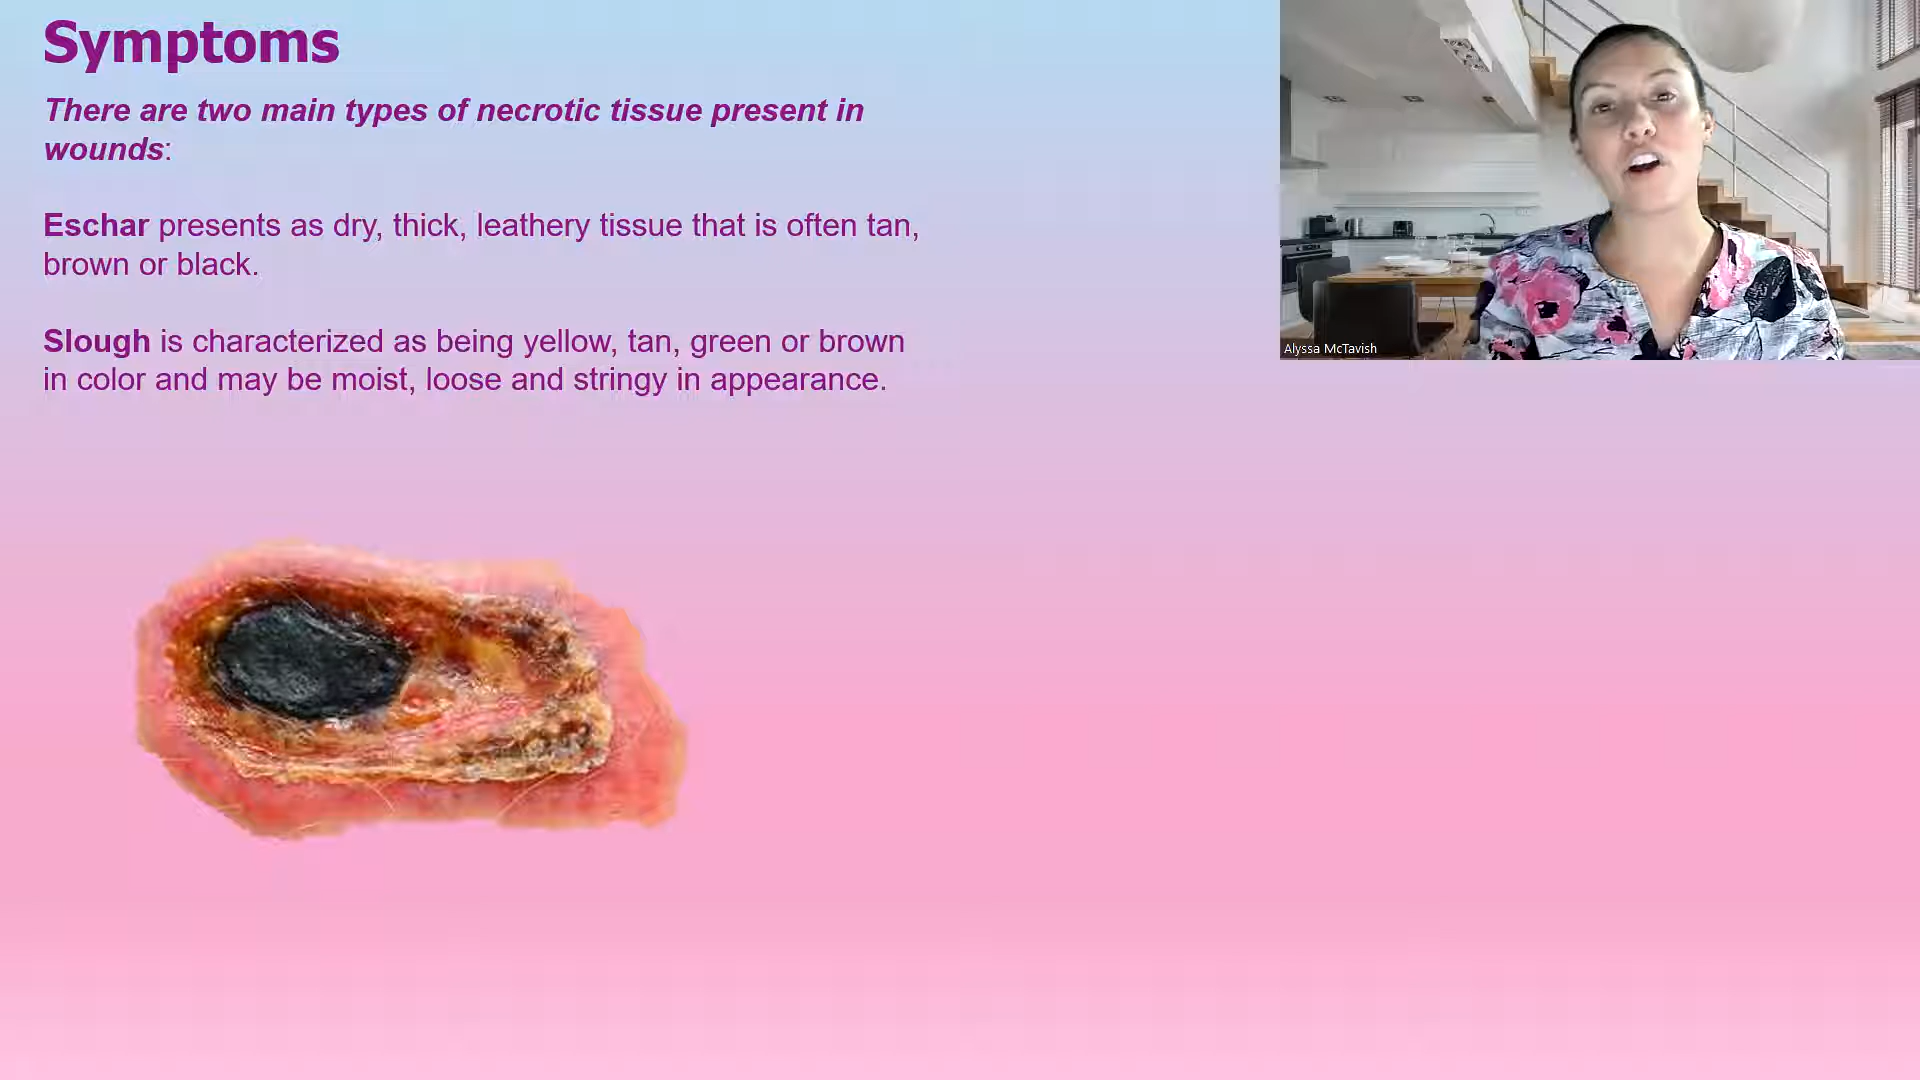 Symptoms
There are two main types of necrotic tissue present in
wounds:
Eschar presents as dry, thick, leathery tissue that is often tan,
brown or black.
Slough is characterized as being yellow, tan, green or brown
in color and may be moist, loose and stringy in appearance.
Alyssa McTavish